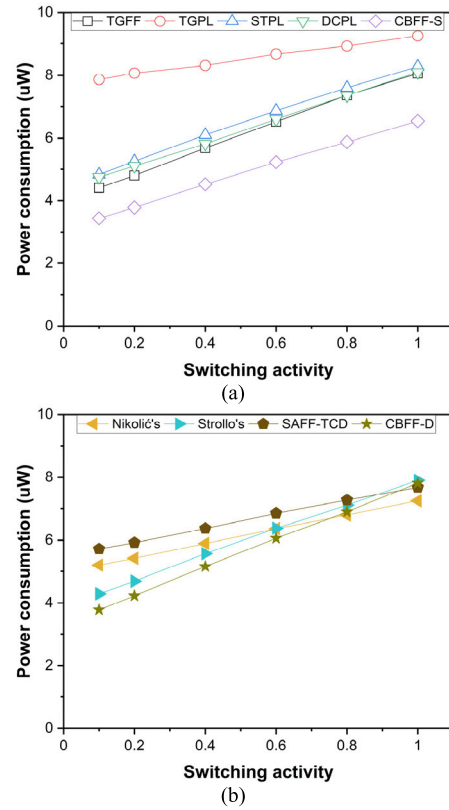 10
TGFF TGPL STPL DCPL CBFF-S
8
6
4
2
0
Power consumption (uW)
0 0.2 0.4 0.6 0.8 1
Switching activity
(a)
10
Nikolić's Strollo's SAFF-TCD CBFF-D
8
6
4
2
0
Power consumption (uW)
0 0.2 0.4 0.6 0.8 1
Switching activity
(b)